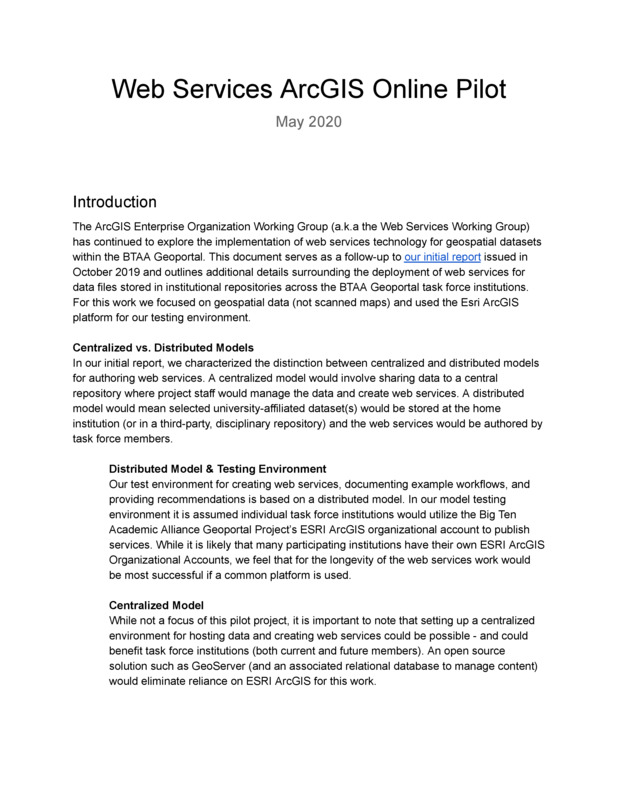 Web Services ArcGIS Online Pilot
May 2020
Introduction
The ArcGIS Enterprise Organization Working Group (a.k.a the Web Services Working Group)
has continued to explore the implementation of web services technology for geospatial datasets
within the BTAA Geoportal. This document serves as a follow-up to our initial report issued in
October 2019 and outlines additional details surrounding the deployment of web services for
data files stored in institutional repositories across the BTAA Geoportal task force institutions.
For this work we focused on geospatial data (not scanned maps) and used the Esri ArcGIS
platform for our testing environment.
Centralized vs. Distributed Models
In our initial report, we characterized the distinction between centralized and distributed models
for authoring web services. A centralized model would involve sharing data to a central
repository where project staff would manage the data and create web services. A distributed
model would mean selected university-affiliated dataset(s) would be stored at the home
institution (or in a third-party, disciplinary repository) and the web services would be authored by
task force members.
Distributed Model & Testing Environment
Our test environment for creating web services, documenting example workflows, and
providing recommendations is based on a distributed model. In our model testing
environment it is assumed individual task force institutions would utilize the Big Ten
Academic Alliance Geoportal Project's ESRI ArcGIS organizational account to publish
services. While it is likely that many participating institutions have their own ESRI ArcGIS
Organizational Accounts, we feel that for the longevity of the web services work would
be most successful if a common platform is used.
Centralized Model
While not a focus of this pilot project, it is important to note that setting up a centralized
environment for hosting data and creating web services could be possible - and could
benefit task force institutions (both current and future members). An open source
solution such as GeoServer (and an associated relational database to manage content)
would eliminate reliance on ESRI ArcGIS for this work.